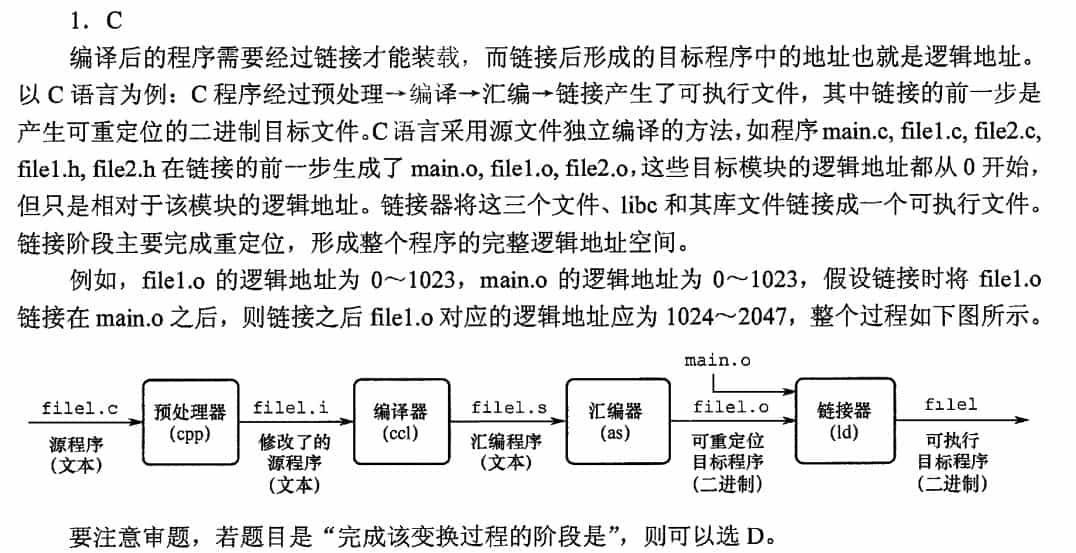 1. C
编译后的程序需要经过链接才能装载，而链接后形成的目标程序中的地址也就是逻辑地址。
以 C 语言为例：C 程序经过预处理→编译→汇编→链接产生了可执行文件，其中链接的前一步是
产生可重定位的二进制目标文件。C 语言采用源文件独立编译的方法，如程序 main.c, file1.c, file2.c,
file1.h, file2.h 在链接的前一步生成了 main.o, file1.o, file2.o，这些目标模块的逻辑地址都从 0 开始，
但只是相对于该模块的逻辑地址。链接器将这三个文件、libc 和其库文件链接成一个可执行文件。
链接阶段主要完成重定位，形成整个程序的完整逻辑地址空间。
例如，file1.o 的逻辑地址为 0～1023，main.o 的逻辑地址为 0～1023，假设链接时将 file1.o
链接在 main.o 之后，则链接之后 file1.o 对应的逻辑地址应为 1024～2047，整个过程如下图所示。
main.o
file1.c
预处理器
(cpp)
file1.i
编译器
(ccl)
file1.s
汇编器
(as)
file1.o
链接器
(ld)
file1
源程序
(文本)
修改了的
源程序
(文本)
汇编程序
(文本)
可重定位
目标程序
(二进制)
可执行
目标程序
(二进制)
要注意审题，若题目是“完成该变换过程的阶段是”，则可以选 D。